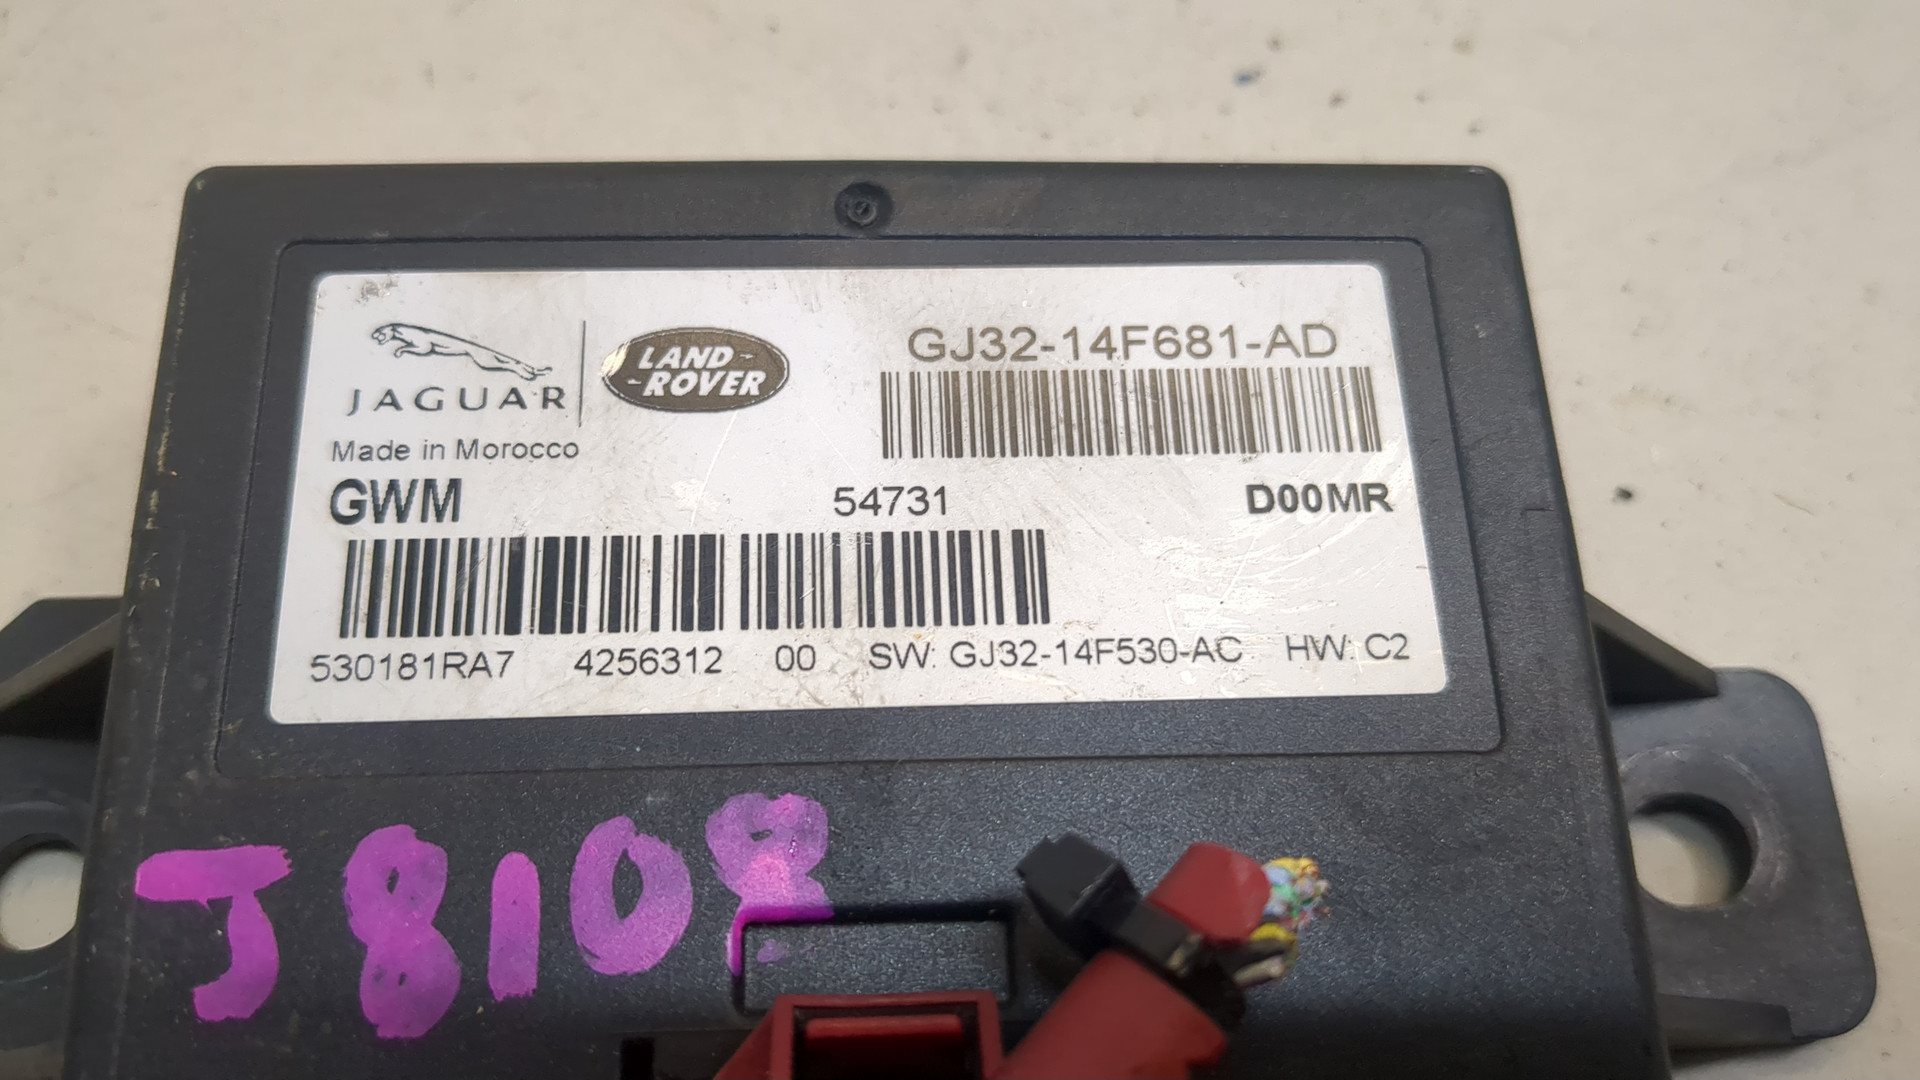 JAGUAR
LAND-
-ROVER
GJ32-14F681-AD
Made in Morocco
GWM 54731 D00MR
530181RA7 4256312 00 SW: GJ32-14F530-AC HW: C2
J8108